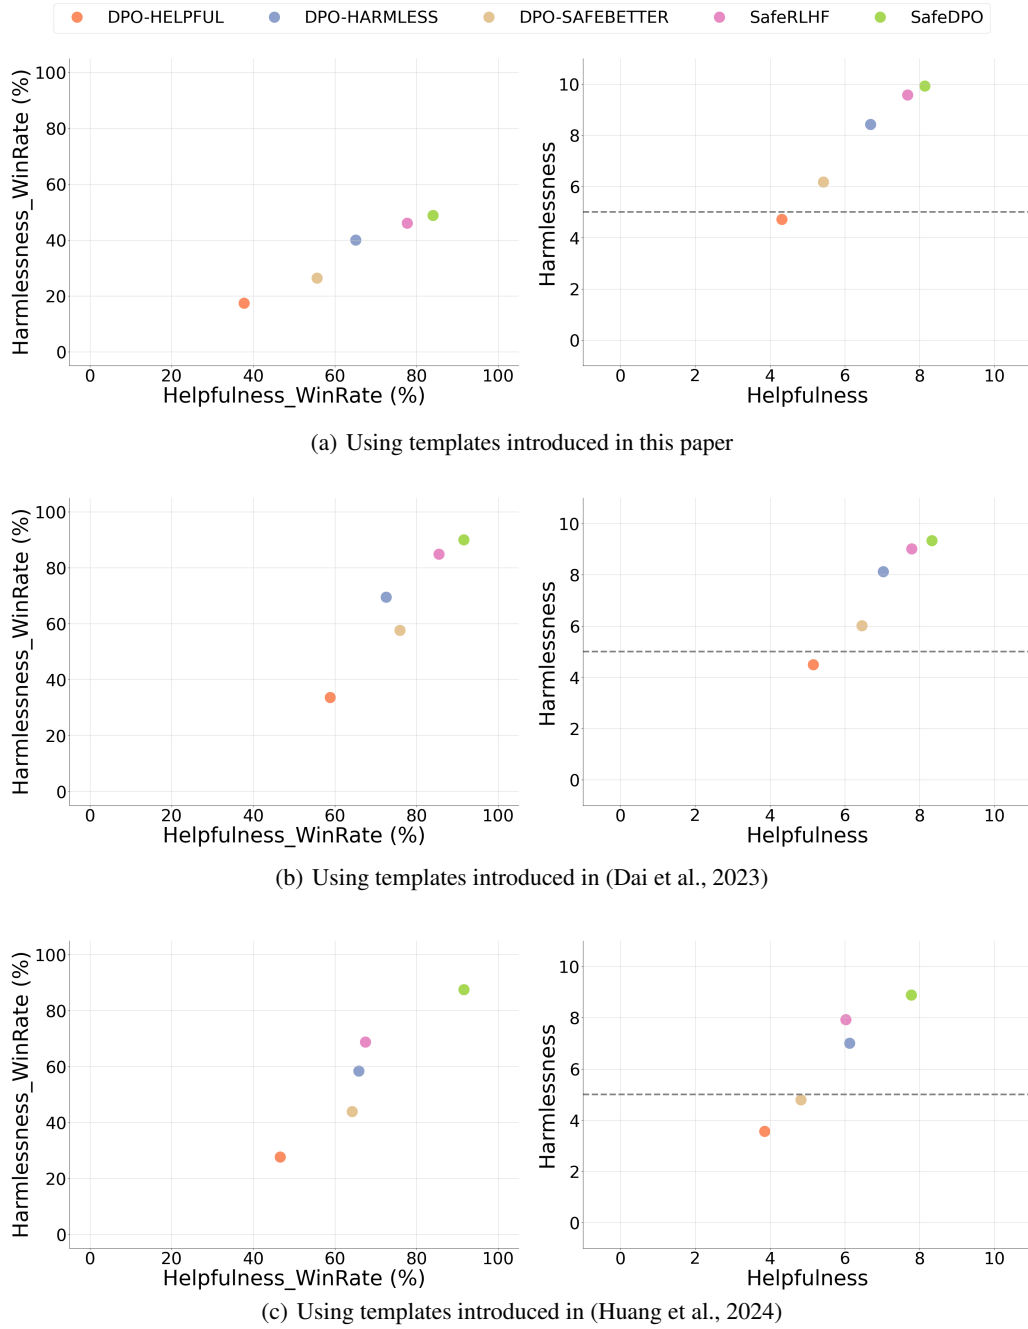 DPO-HELPFUL DPO-HARMLESS DPO-SAFEBETTER SafeRLHF SafeDPO
Harmlessness_WinRate (%)
100
80
60
40
20
0
0 20 40 60 80 100
Helpfulness_WinRate (%)
Harmlessness
10
8
6
4
2
0
0 2 4 6 8 10
Helpfulness
(a) Using templates introduced in this paper
Harmlessness_WinRate (%)
100
80
60
40
20
0
0 20 40 60 80 100
Helpfulness_WinRate (%)
Harmlessness
10
8
6
4
2
0
0 2 4 6 8 10
Helpfulness
(b) Using templates introduced in (Dai et al., 2023)
Harmlessness_WinRate (%)
100
80
60
40
20
0
0 20 40 60 80 100
Helpfulness_WinRate (%)
Harmlessness
10
8
6
4
2
0
0 2 4 6 8 10
Helpfulness
(c) Using templates introduced in (Huang et al., 2024)